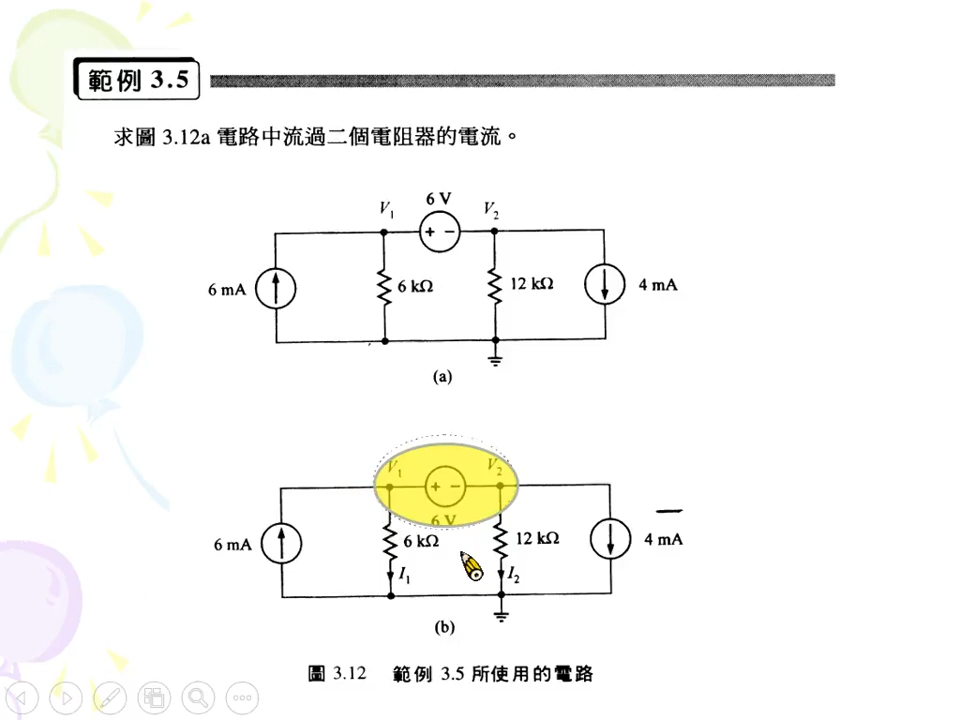 範例 3.5
求圖 3.12a 電路中流過二個電阻器的電流。
V1 6 V V2
+ −
6 mA 6 kΩ 12 kΩ 4 mA
(a)
V1 V2
+ −
6 V
6 mA 6 kΩ 12 kΩ 4 mA
I1 I2
(b)
圖 3.12 範例 3.5 所使用的電路